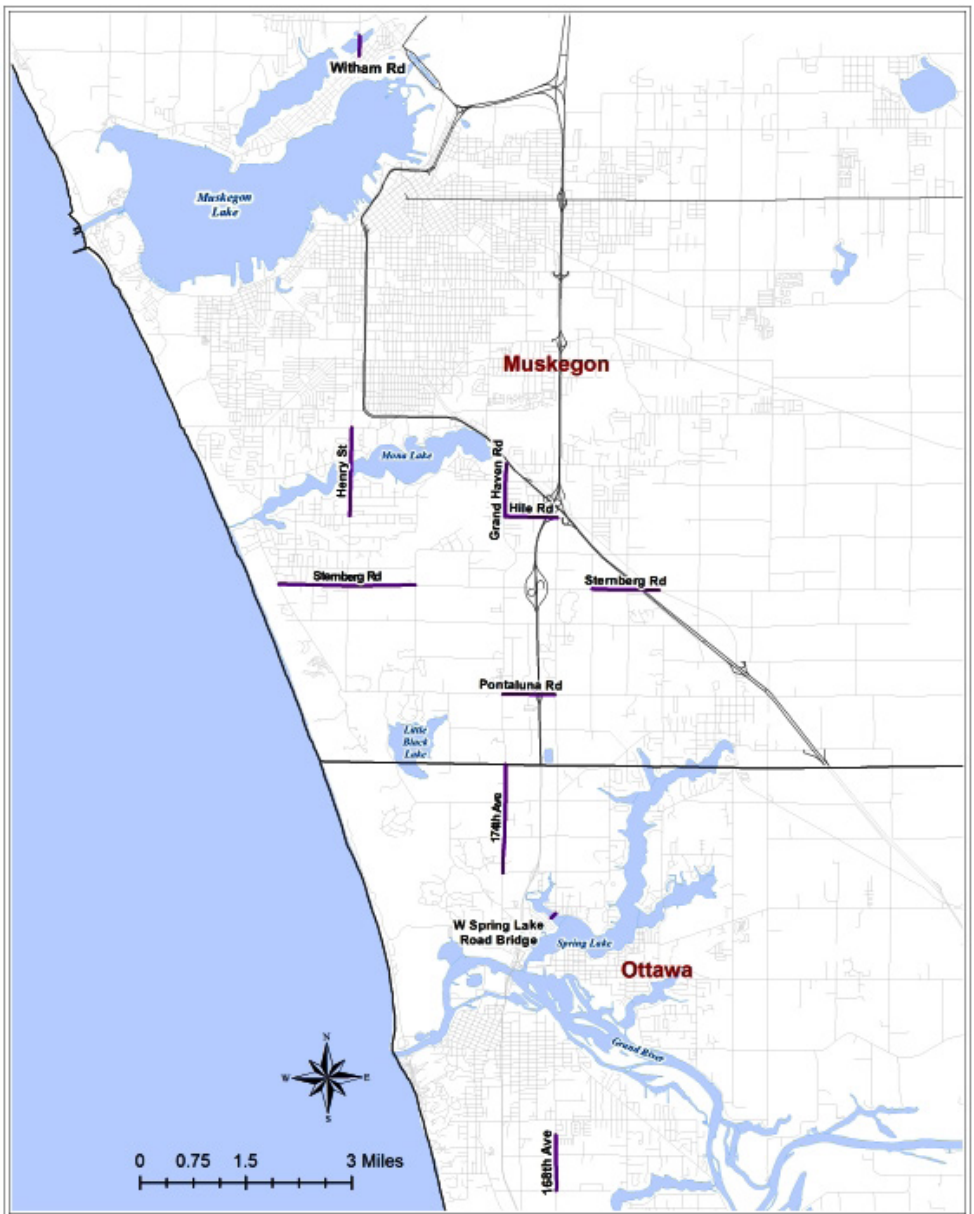 Witham Rd
Muskegon
Lake
Muskegon
Henry St
Mona Lake
Grand Haven Rd
Hile Rd
Sternberg Rd
Sternberg Rd
Pontaluna Rd
Little
Black
Lake
174th Ave
W Spring Lake
Road Bridge
Spring Lake
Ottawa
Grand River
N
W
E
S
0 0.75 1.5 3 Miles
168th Ave